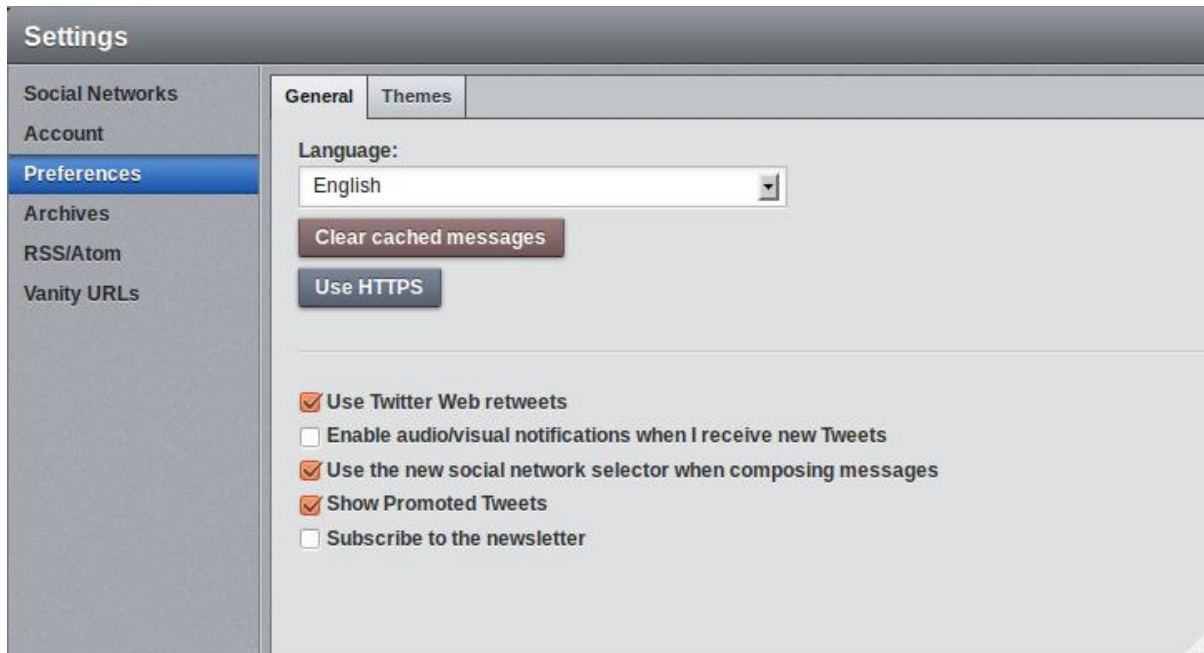 Settings
Social Networks
Account
Preferences
Archives
RSS/Atom
Vanity URLs
General
Themes
Language:
English
Clear cached messages
Use HTTPS
Use Twitter Web retweets
Enable audio/visual notifications when I receive new Tweets
Use the new social network selector when composing messages
Show Promoted Tweets
Subscribe to the newsletter